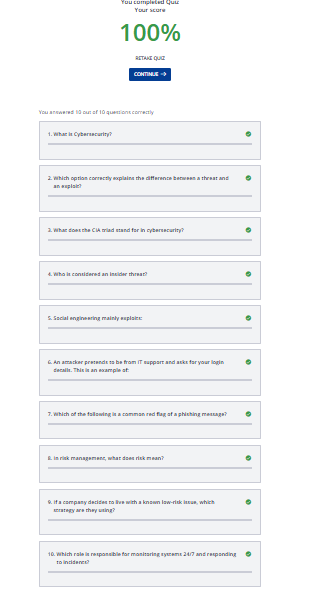 You completed Quiz
Your score
100%
RETAKE QUIZ
CONTINUE →
You answered 10 out of 10 questions correctly
1. What is Cybersecurity?
2. Which option correctly explains the difference between a threat and
an exploit?
3. What does the CIA triad stand for in cybersecurity?
4. Who is considered an insider threat?
5. Social engineering mainly exploits:
6. An attacker pretends to be from IT support and asks for your login
details. This is an example of:
7. Which of the following is a common red flag of a phishing message?
8. In risk management, what does risk mean?
9. If a company decides to live with a known low-risk issue, which
strategy are they using?
10. Which role is responsible for monitoring systems 24/7 and responding
to incidents?